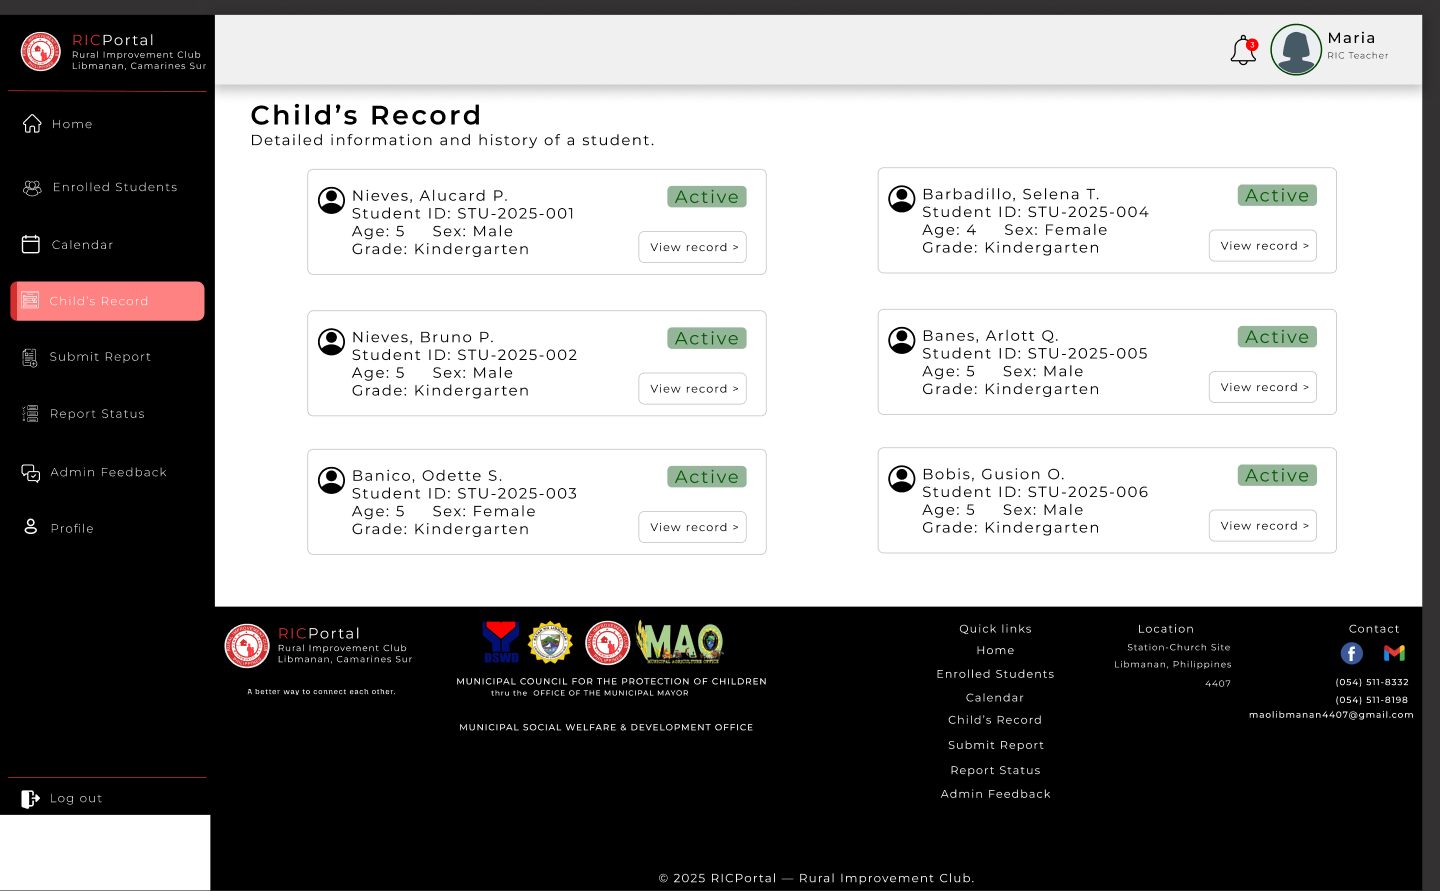 RICPortal
Rural Improvement Club
Libmanan, Camarines Sur
Home
Enrolled Students
Calendar
Child's Record
Submit Report
Report Status
Admin Feedback
Profile
Log out
3
Maria
RIC Teacher
Child's Record
Detailed information and history of a student.
Nieves, Alucard P.
Active
Student ID: STU-2025-001
Age: 5 Sex: Male
Grade: Kindergarten
View record >
Barbadillo, Selena T.
Active
Student ID: STU-2025-004
Age: 4 Sex: Female
Grade: Kindergarten
View record >
Nieves, Bruno P.
Active
Student ID: STU-2025-002
Age: 5 Sex: Male
Grade: Kindergarten
View record >
Banes, Arlott Q.
Active
Student ID: STU-2025-005
Age: 5 Sex: Male
Grade: Kindergarten
View record >
Banico, Odette S.
Active
Student ID: STU-2025-003
Age: 5 Sex: Female
Grade: Kindergarten
View record >
Bobis, Gusion O.
Active
Student ID: STU-2025-006
Age: 5 Sex: Male
Grade: Kindergarten
View record >
RICPortal
Rural Improvement Club
Libmanan, Camarines Sur
A better way to connect each other.
MAO
MUNICIPAL AGRICULTURE OFFICE
MUNICIPAL COUNCIL FOR THE PROTECTION OF CHILDREN
thru the OFFICE OF THE MUNICIPAL MAYOR
MUNICIPAL SOCIAL WELFARE & DEVELOPMENT OFFICE
Quick links
Home
Enrolled Students
Calendar
Child's Record
Submit Report
Report Status
Admin Feedback
Location
Station-Church Site
Libmanan, Philippines
4407
Contact
(054) 511-8332
(054) 511-8198
maolibmanan4407@gmail.com
© 2025 RICPortal — Rural Improvement Club.